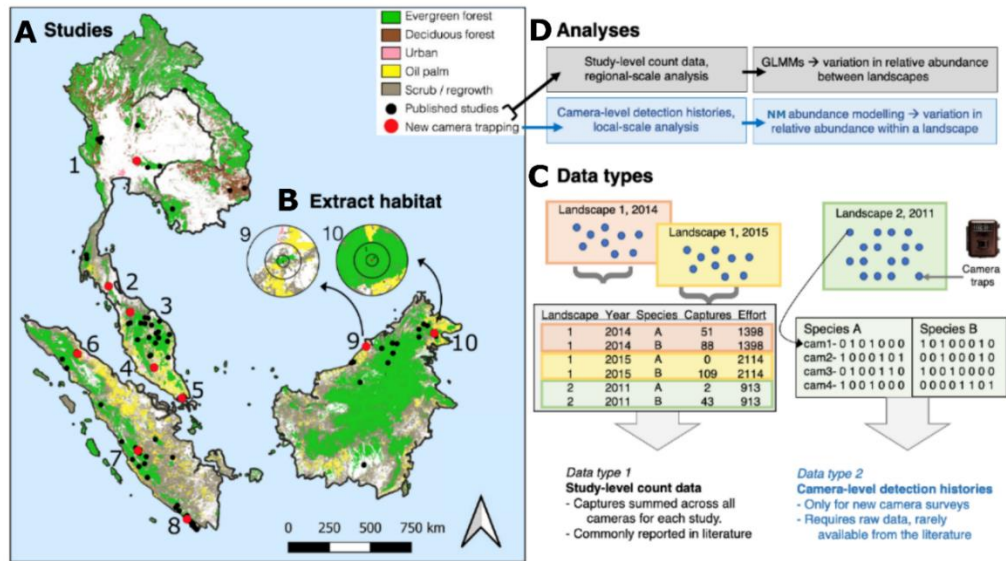 A Studies
Evergreen forest
Deciduous forest
Urban
Oil palm
Scrub / regrowth
Published studies
New camera trapping
1
2
3
4
5
6
7
8
9
10
B Extract habitat
9
10
0 250 500 750 km
D Analyses
Study-level count data,
regional-scale analysis
GLMMs → variation in relative abundance
between landscapes
Camera-level detection histories,
local-scale analysis
NM abundance modelling → variation in
relative abundance within a landscape
C Data types
Landscape 1, 2014
Landscape 1, 2015
Landscape 2, 2011
Camera
traps
Landscape Year Species Captures Effort
1 2014 A 51 1398
1 2014 B 88 1398
1 2015 A 0 2114
1 2015 B 109 2114
2 2011 A 2 913
2 2011 B 43 913
Species A Species B
cam1- 0 1 0 1 0 0 0 1 0 1 0 0 0 1 0
cam2- 1 0 0 0 1 0 1 0 0 1 0 1 0 0 0
cam3- 0 1 0 0 1 1 0 1 0 0 1 0 0 0 0
cam4- 1 0 0 1 0 0 0 0 0 0 0 1 1 0 1
Data type 1
Study-level count data
- Captures summed across all
cameras for each study.
- Commonly reported in literature
Data type 2
Camera-level detection histories
- Only for new camera surveys
- Requires raw data, rarely
available from the literature